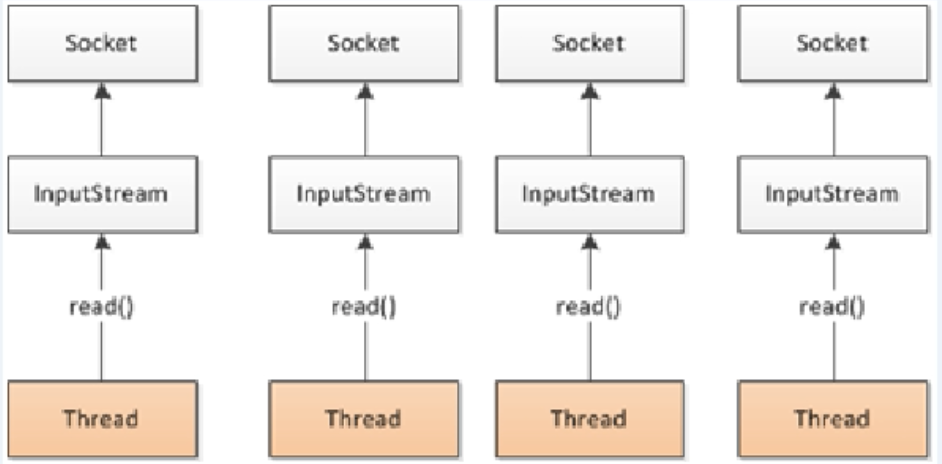 Socket Socket Socket Socket
InputStream InputStream InputStream InputStream
read() read() read() read()
Thread Thread Thread Thread